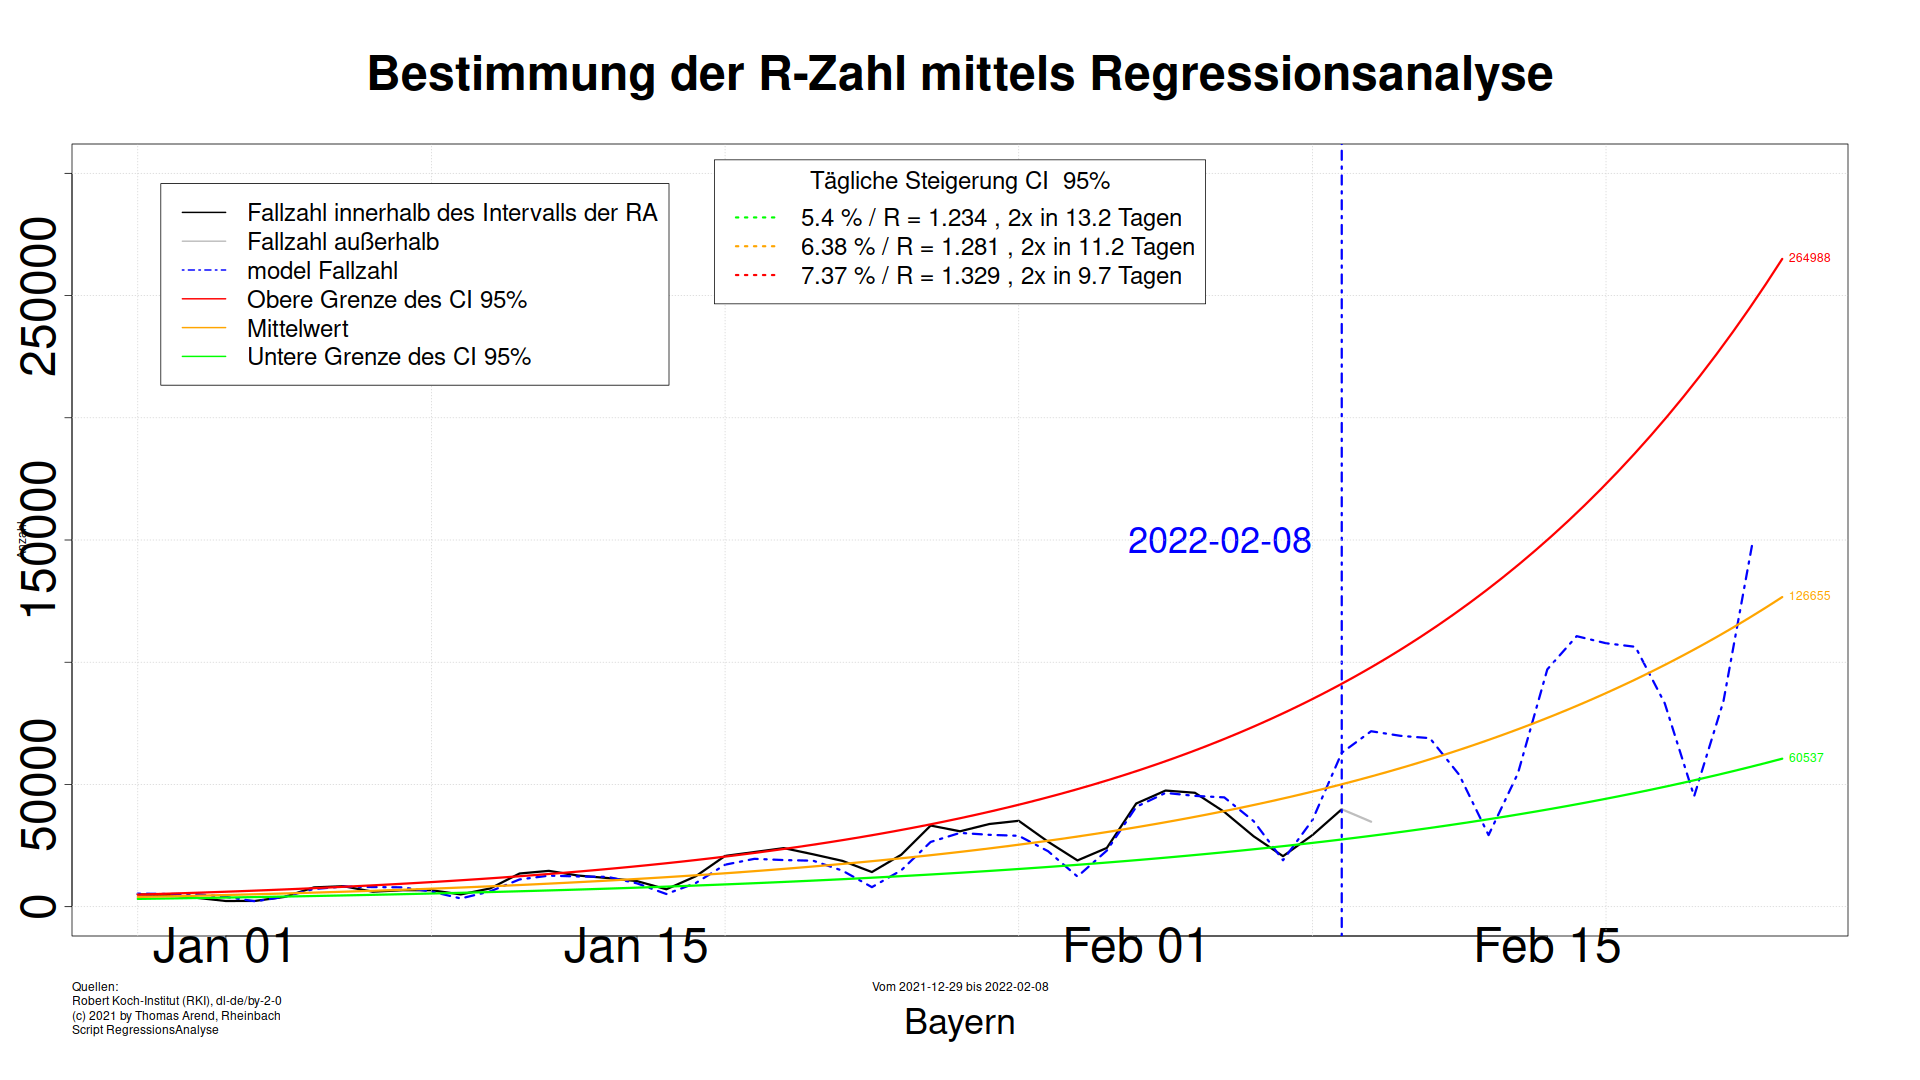 Bestimmung der R-Zahl mittels Regressionsanalyse
Fallzahl innerhalb des Intervalls der RA
Fallzahl außerhalb
model Fallzahl
Obere Grenze des CI 95%
Mittelwert
Untere Grenze des CI 95%
Tägliche Steigerung CI 95%
5.4 % / R = 1.234 , 2x in 13.2 Tagen
6.38 % / R = 1.281 , 2x in 11.2 Tagen
7.37 % / R = 1.329 , 2x in 9.7 Tagen
250000
150000
50000
0
Anzahl
2022-02-08
264988
126655
60537
Jan 01
Jan 15
Feb 01
Feb 15
Quellen:
Robert Koch-Institut (RKI), dl-de/by-2-0
(c) 2021 by Thomas Arend, Rheinbach
Script RegressionsAnalyse
Vom 2021-12-29 bis 2022-02-08
Bayern